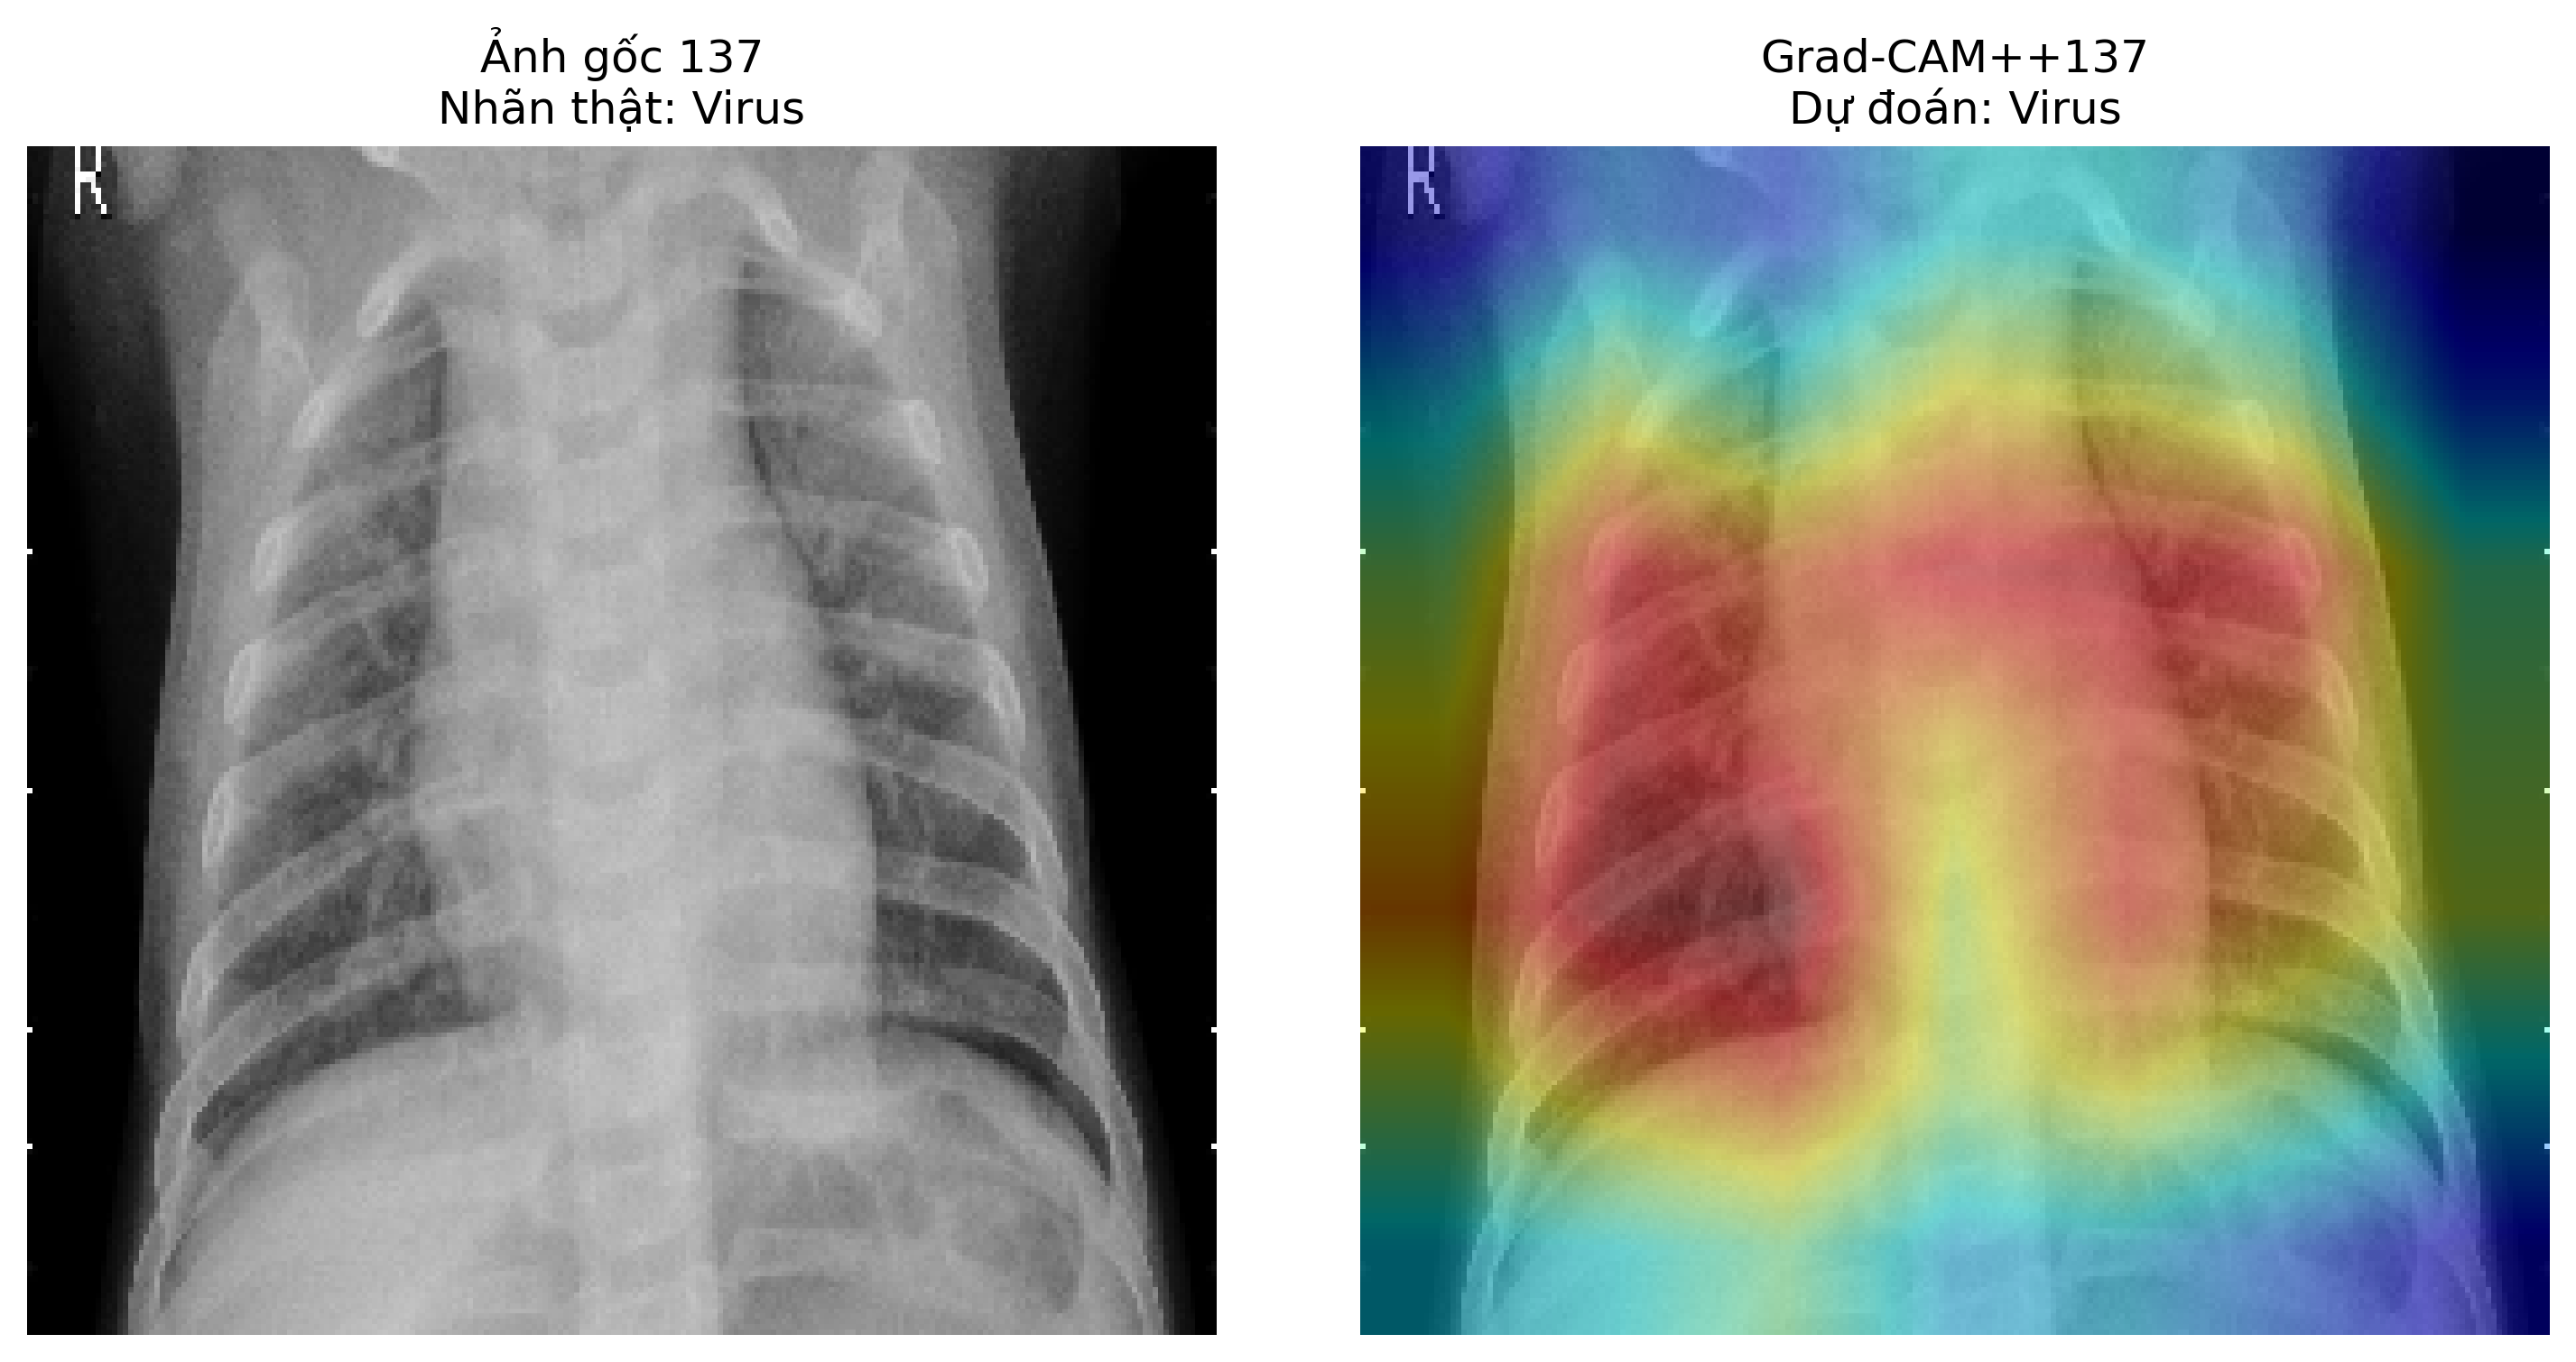 Ảnh gốc 137
Nhãn thật: Virus
Grad-CAM++137
Dự đoán: Virus
R
R